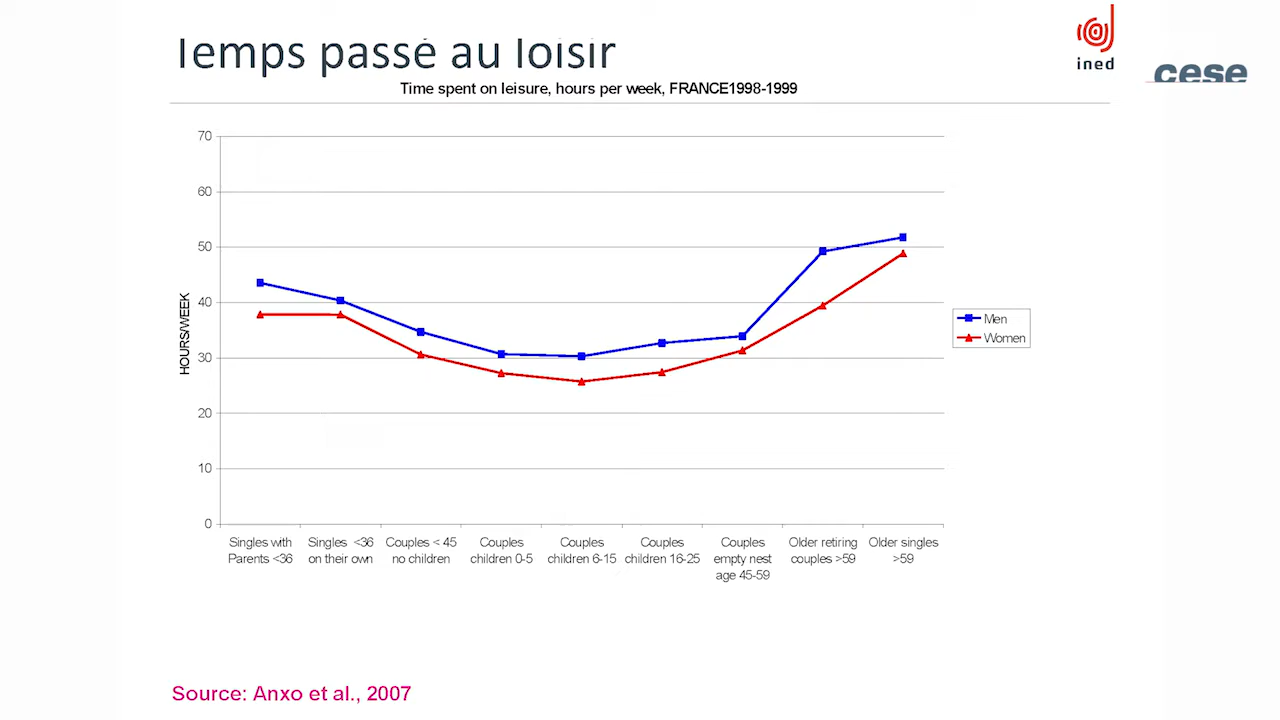 Temps passé au loisir
Time spent on leisure, hours per week, FRANCE1998-1999
ined
cese
70
60
50
40
30
20
10
0
HOURS/WEEK
Men
Women
Singles with
Parents <36
Singles <36
on their own
Couples < 45
no children
Couples
children 0-5
Couples
children 6-15
Couples
children 16-25
Couples
empty nest
age 45-59
Older retiring
couples >59
Older singles
>59
Source: Anxo et al., 2007